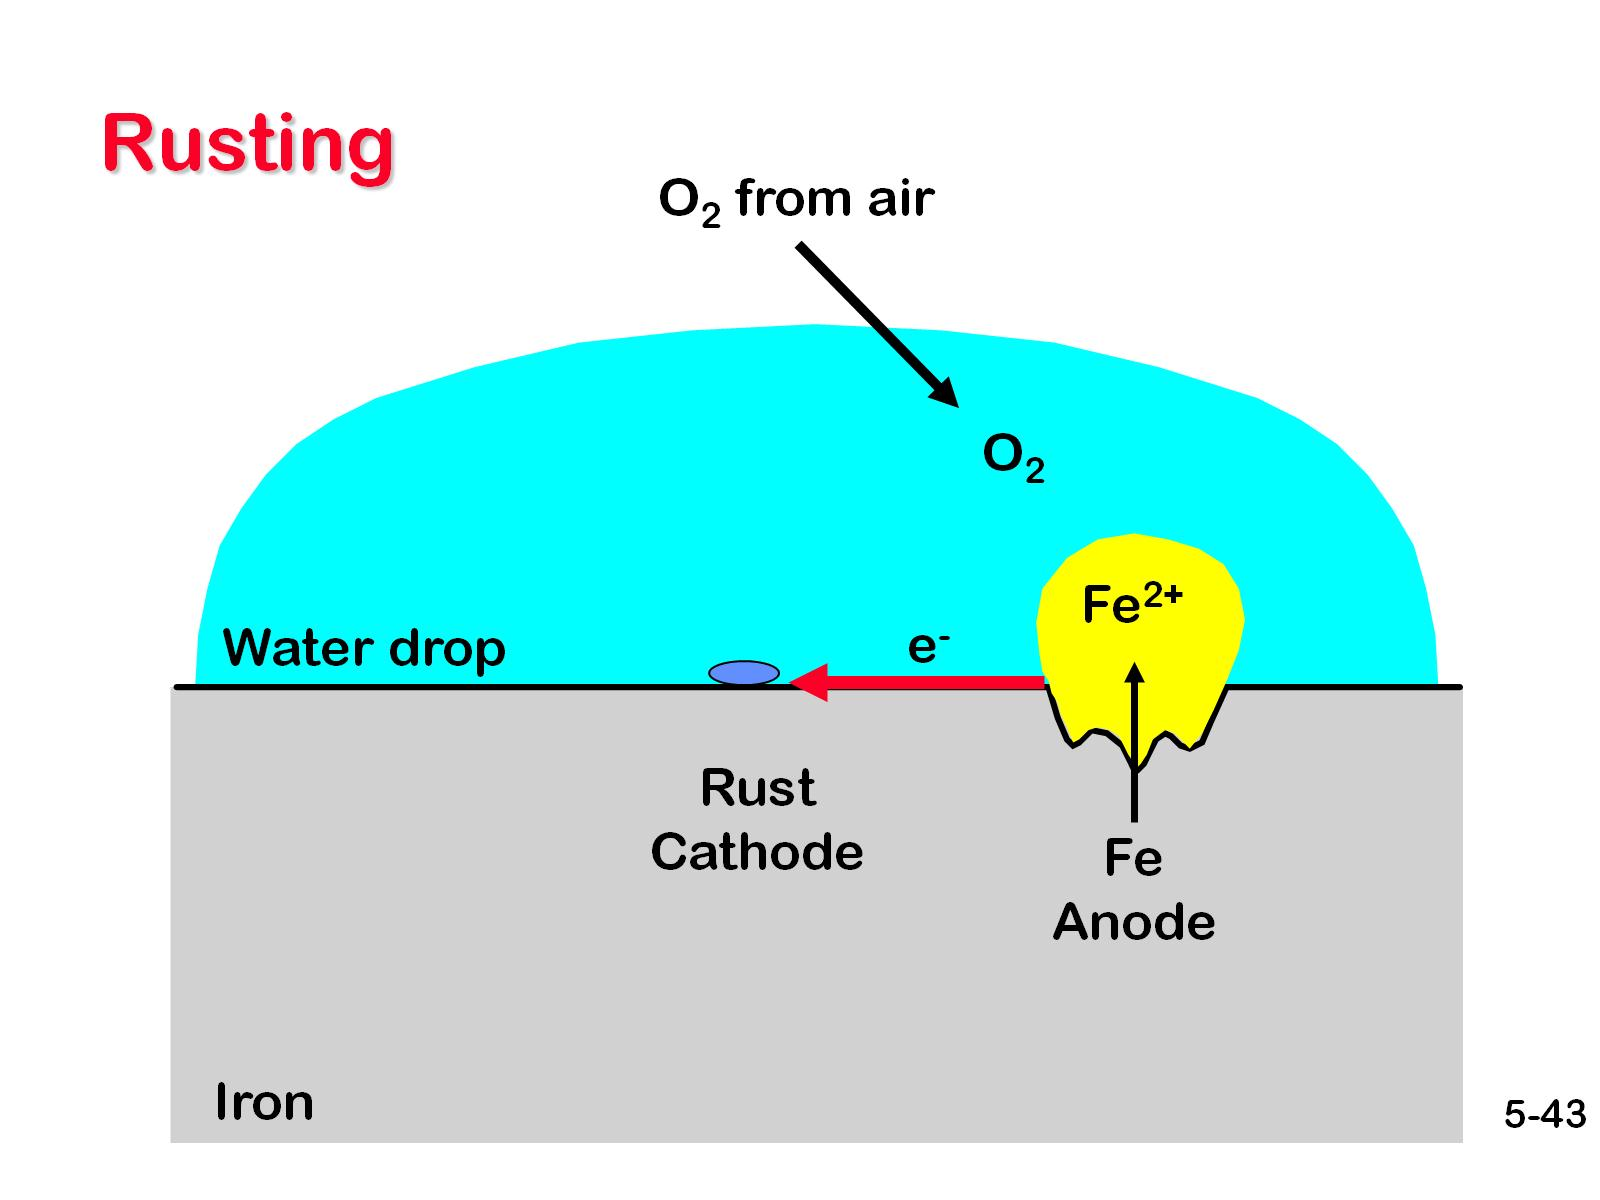 Rusting
O₂ from air
O₂
Fe²⁺
Water drop
e⁻
Rust
Cathode
Fe
Anode
Iron
5-43